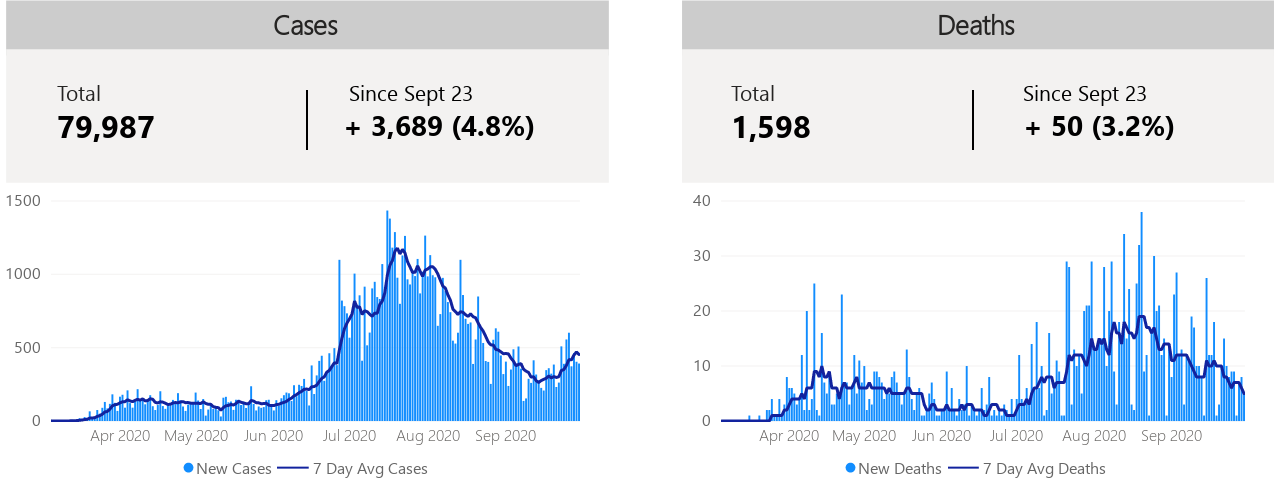 Cases
Total
79,987
Since Sept 23
+ 3,689 (4.8%)
1500
1000
500
0
Apr 2020 May 2020 Jun 2020 Jul 2020 Aug 2020 Sep 2020
New Cases 7 Day Avg Cases
Deaths
Total
1,598
Since Sept 23
+ 50 (3.2%)
40
30
20
10
0
Apr 2020 May 2020 Jun 2020 Jul 2020 Aug 2020 Sep 2020
New Deaths 7 Day Avg Deaths